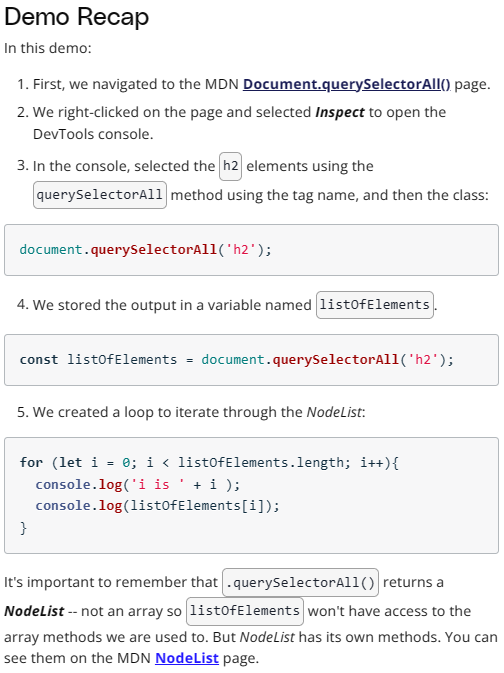 Demo Recap
In this demo:
1. First, we navigated to the MDN Document.querySelectorAll() page.
2. We right-clicked on the page and selected Inspect to open the
DevTools console.
3. In the console, selected the h2 elements using the
querySelectorAll method using the tag name, and then the class:
document.querySelectorAll('h2');
4. We stored the output in a variable named listOfElements.
const listOfElements = document.querySelectorAll('h2');
5. We created a loop to iterate through the NodeList:
for (let i = 0; i < listOfElements.length; i++){
  console.log('i is ' + i );
  console.log(listOfElements[i]);
}
It's important to remember that .querySelectorAll() returns a
NodeList -- not an array so listOfElements won't have access to the
array methods we are used to. But NodeList has its own methods. You can
see them on the MDN NodeList page.